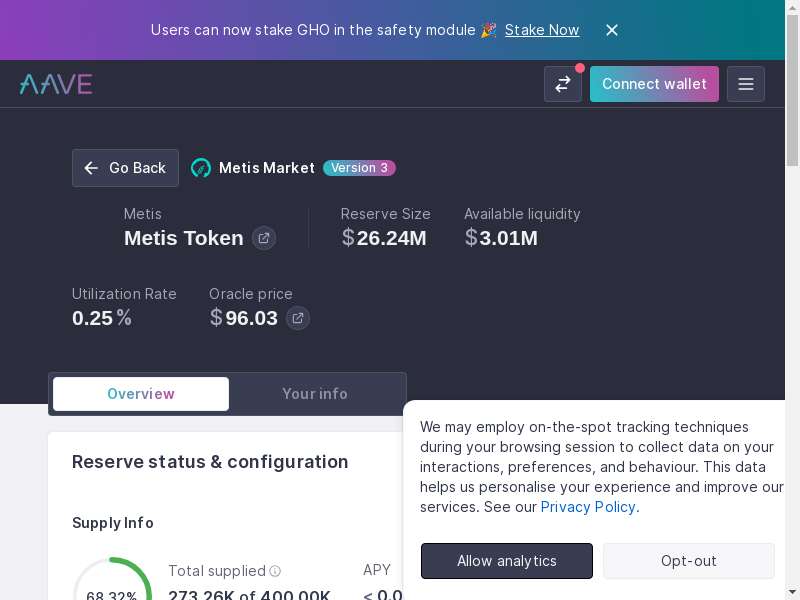 Users can now stake GHO in the safety module 🎉 Stake Now
AAVE
Connect wallet
Go Back
Metis Market Version 3
Metis
Metis Token
Reserve Size
$26.24M
Available liquidity
$3.01M
Utilization Rate
0.25%
Oracle price
$96.03
Overview
Your info
Reserve status & configuration
Supply Info
68.32%
Total supplied
273.26K of 400.00K
APY
< 0.0
We may employ on-the-spot tracking techniques
during your browsing session to collect data on your
interactions, preferences, and behaviour. This data
helps us personalise your experience and improve our
services. See our Privacy Policy.
Allow analytics
Opt-out